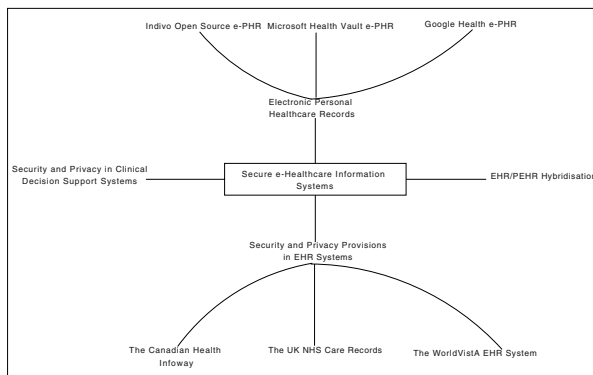 Indivo Open Source e-PHR
Microsoft Health Vault e-PHR
Google Health e-PHR
Electronic Personal
Healthcare Records
Security and Privacy in Clinical
Decision Support Systems
Secure e-Healthcare Information
Systems
EHR/PEHR Hybridisation
Security and Privacy Provisions
in EHR Systems
The Canadian Health
Infoway
The UK NHS Care Records
The WorldVistA EHR System